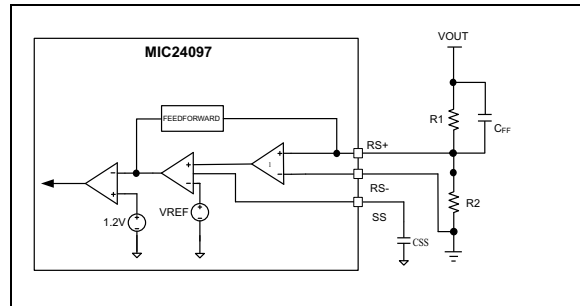 VOUT
MIC24097
FEEDFORWARD
R1
CFF
RS+
RS-
SS
R2
1.2V
VREF
CSS